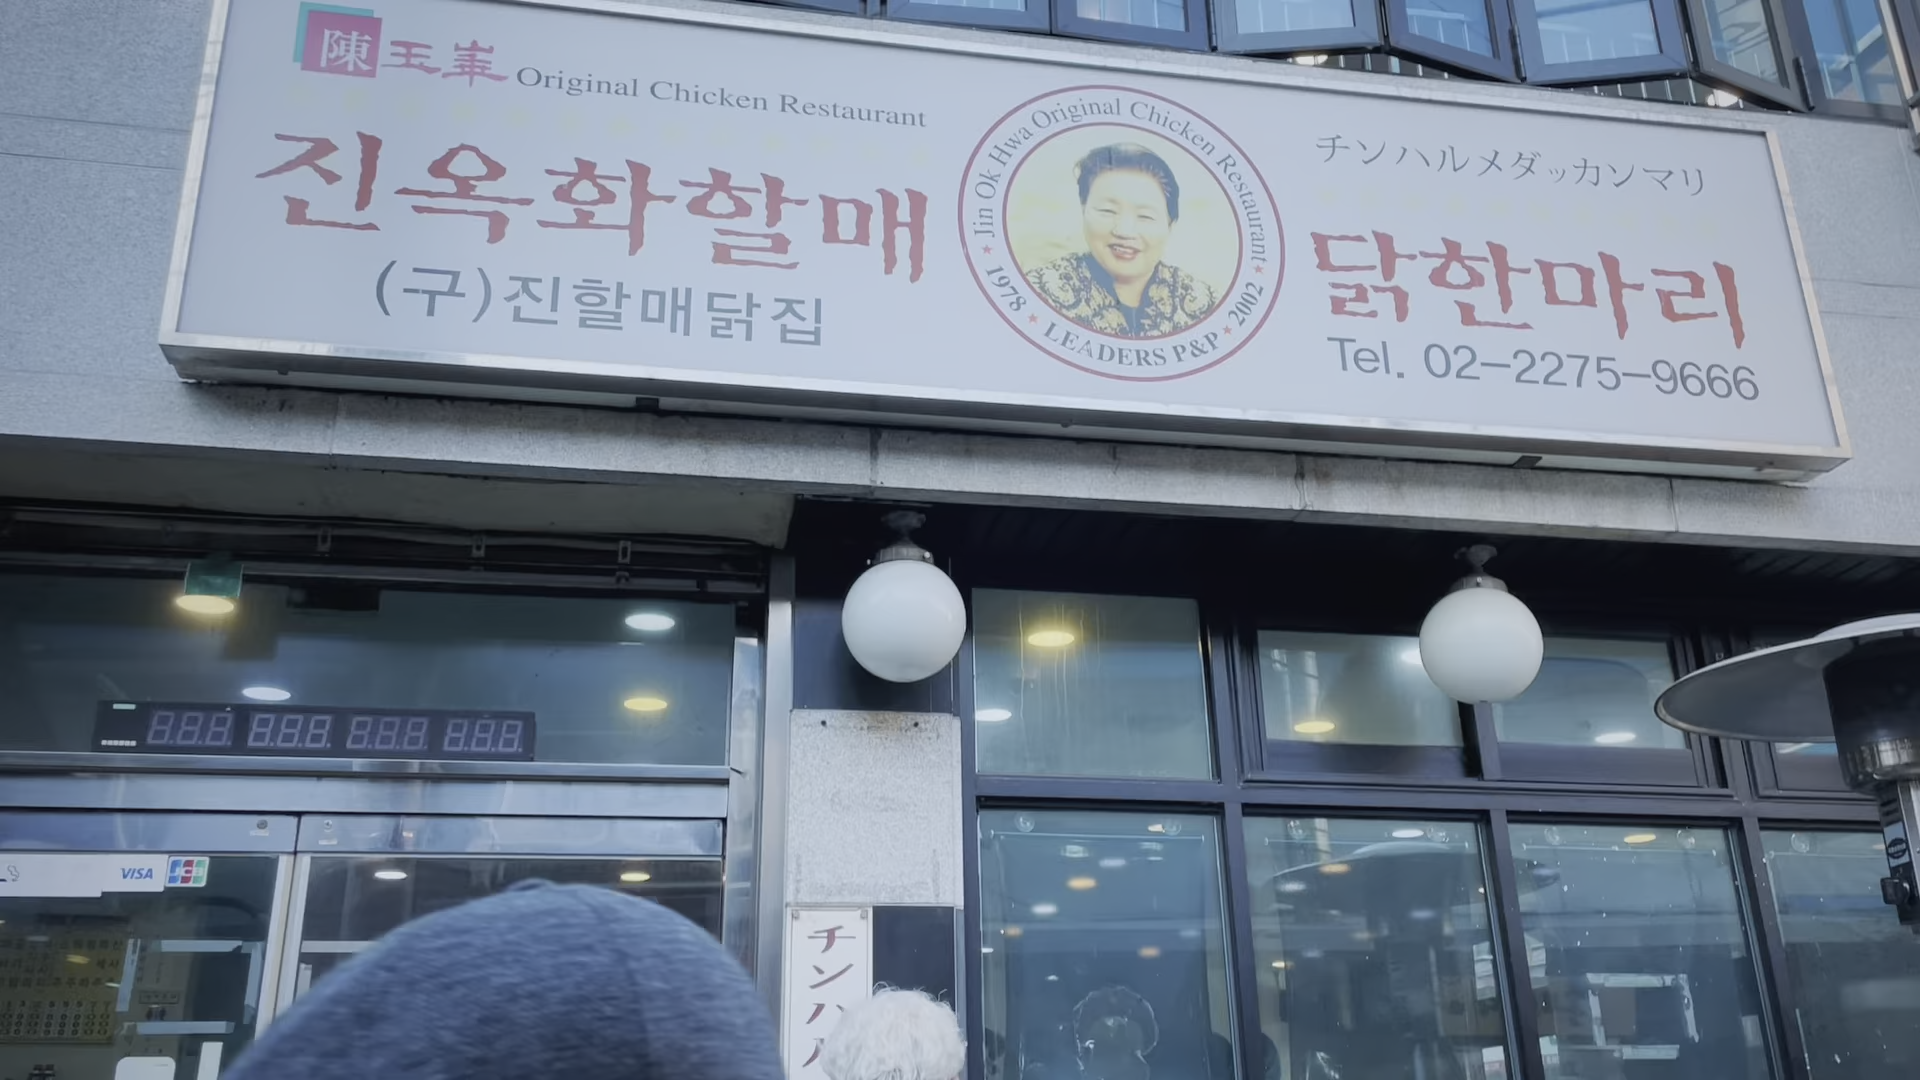 陳玉華 Original Chicken Restaurant
진옥화할매
(구)진할매닭집
Jin Ok Hwa Original Chicken Restaurant
1978 ★ LEADERS P&P ★ 2002
チンハルメダッカンマリ
닭한마리
Tel. 02-2275-9666
VISA
JCB
チンハル